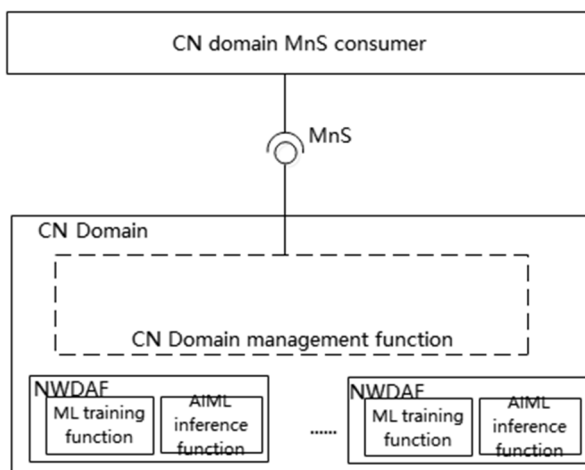 CN domain MnS consumer
MnS
CN Domain
CN Domain management function
NWDAF
ML training
function
AIML
inference
function
......
NWDAF
ML training
function
AIML
inference
function